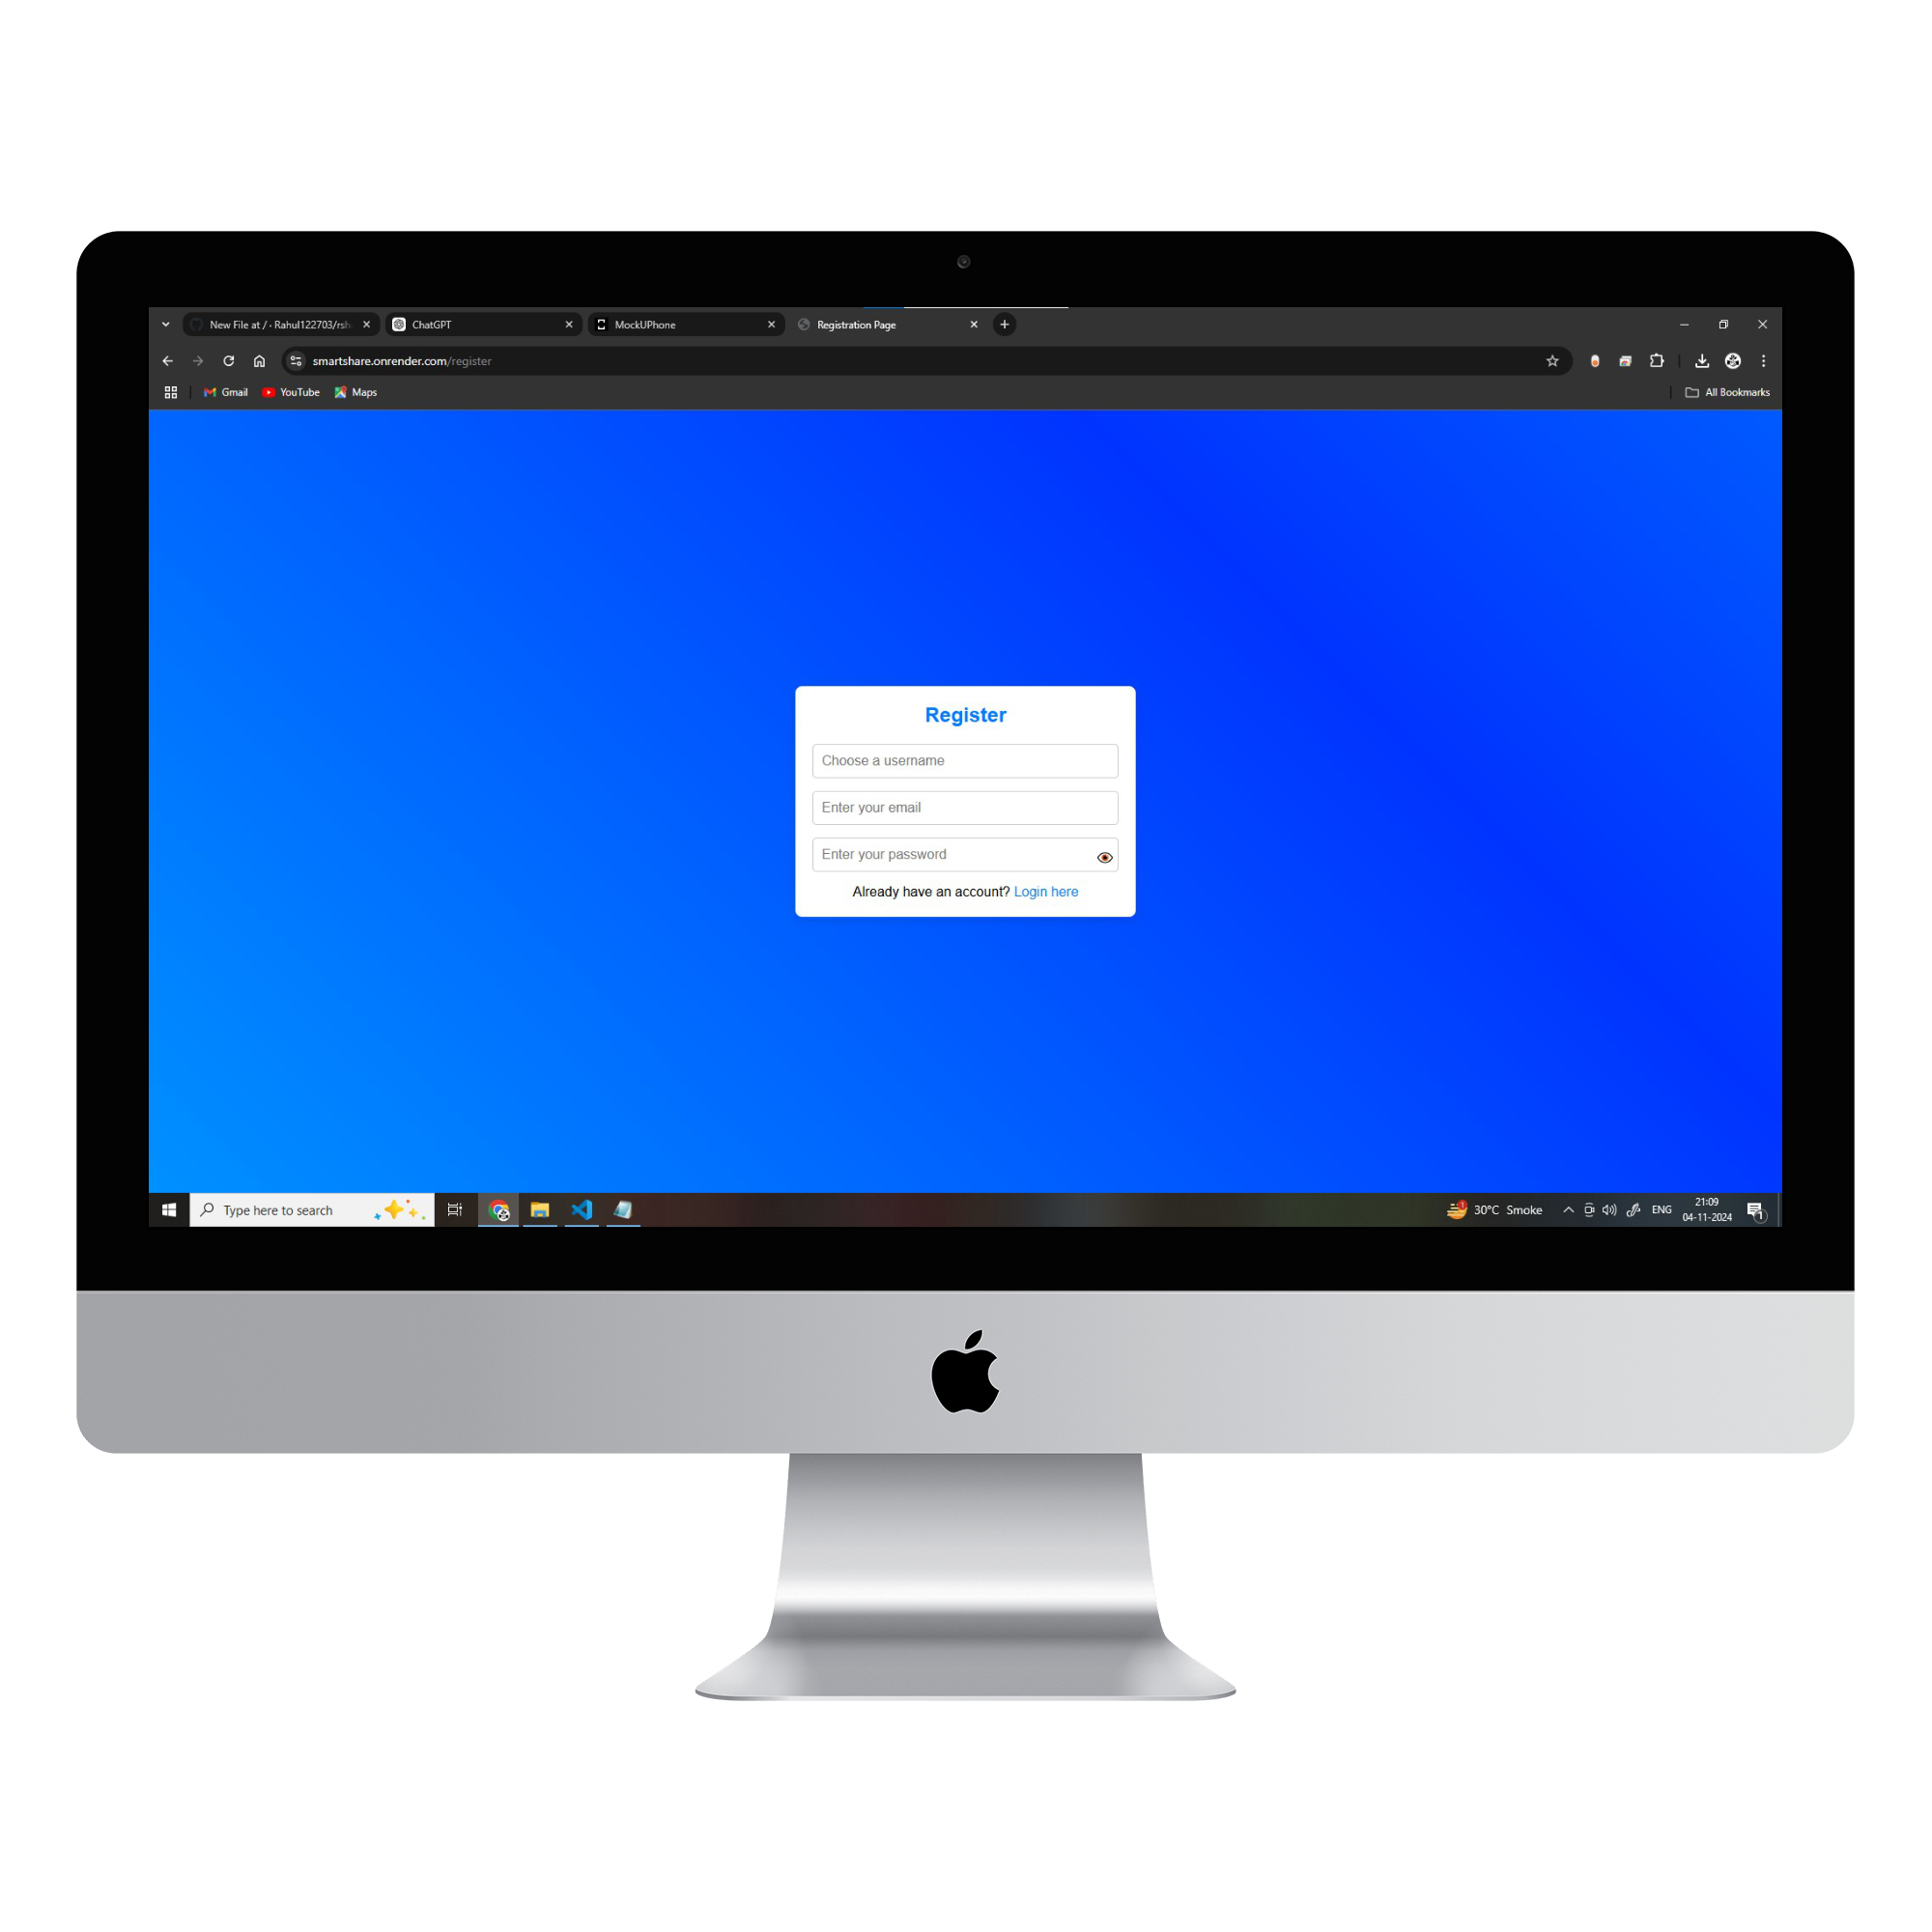 New File at / · Rahul122703/rsh
ChatGPT
MockUPhone
Registration Page
smartshare.onrender.com/register
Gmail
YouTube
Maps
All Bookmarks
Register
Choose a username
Enter your email
Enter your password
Already have an account? Login here
Type here to search
1
30°C Smoke
ENG
21:09
04-11-2024
1